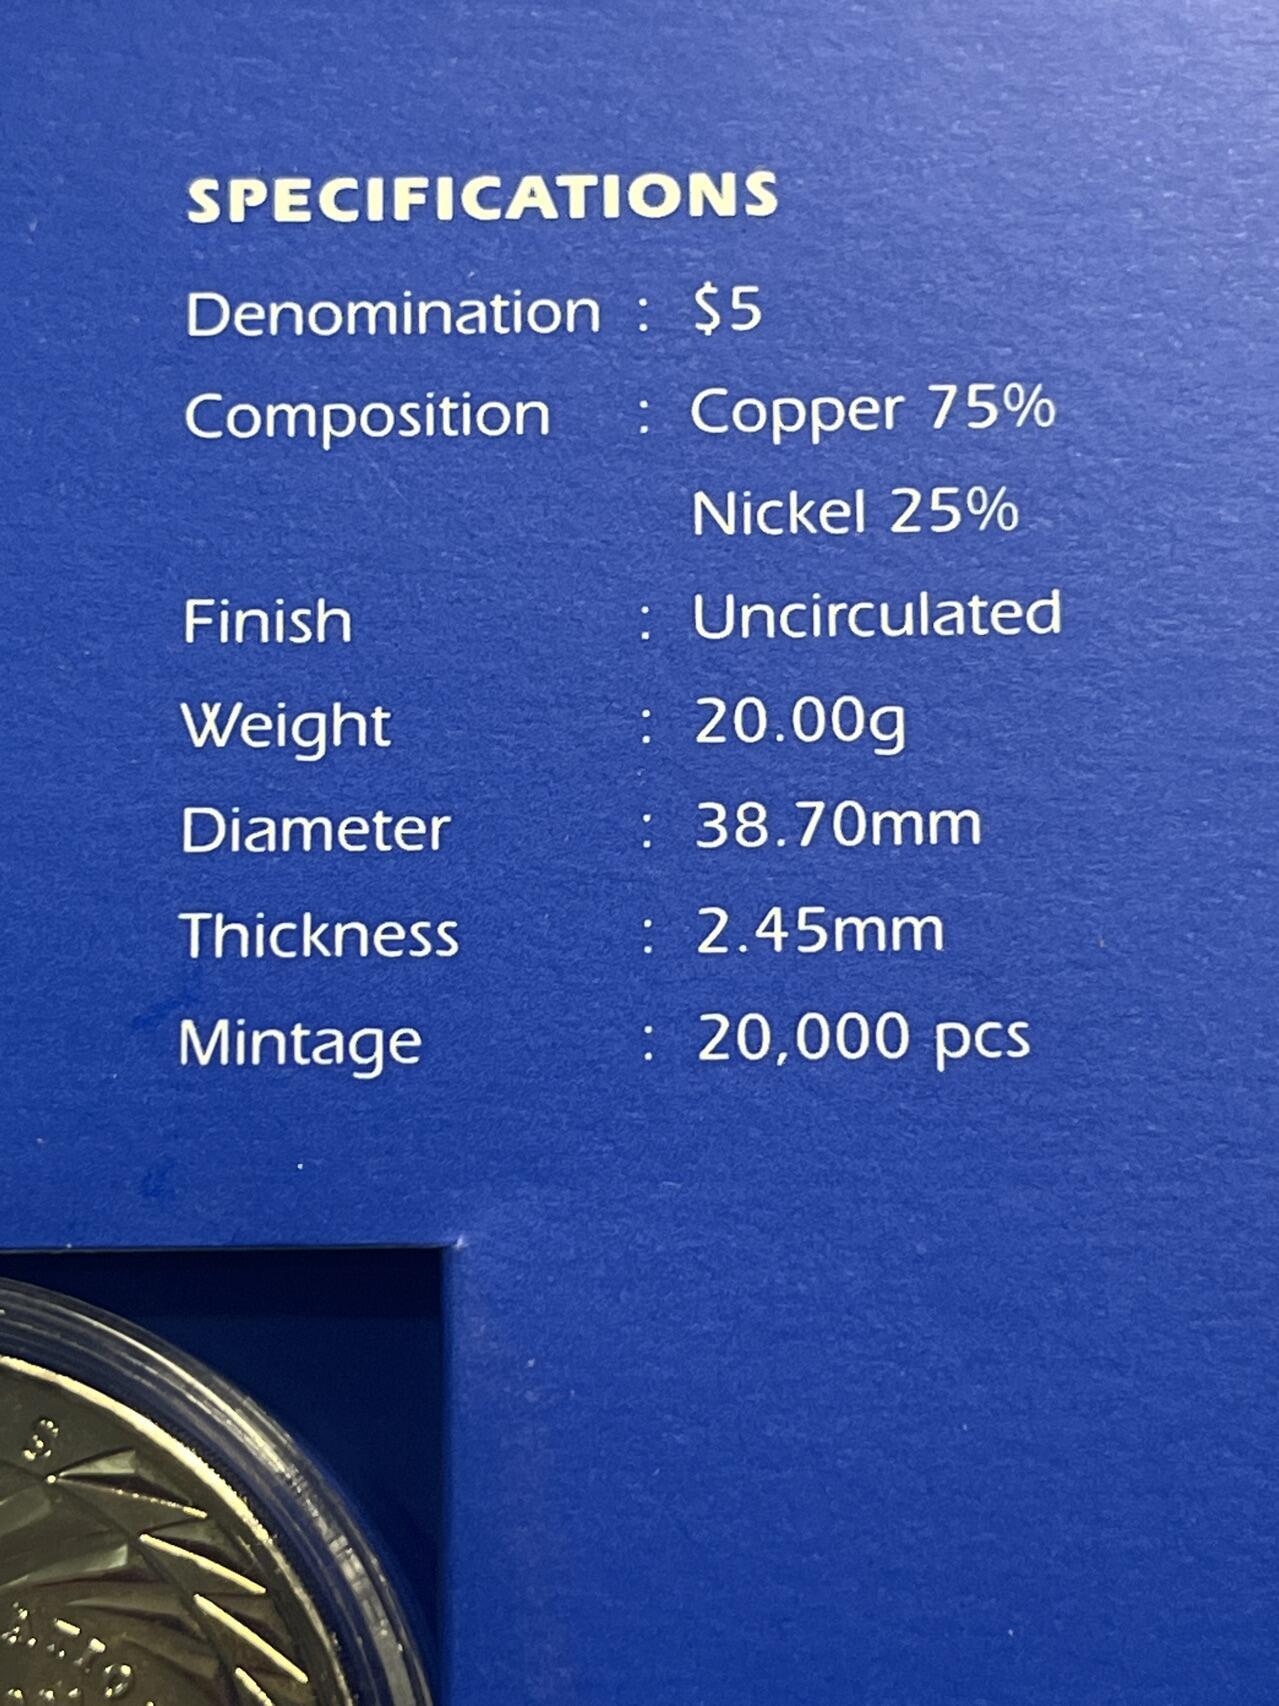 SPECIFICATIONS
Denomination : $5
Composition : Copper 75%
Nickel 25%
Finish : Uncirculated
Weight : 20.00g
Diameter : 38.70mm
Thickness : 2.45mm
Mintage : 20,000 pcs
S